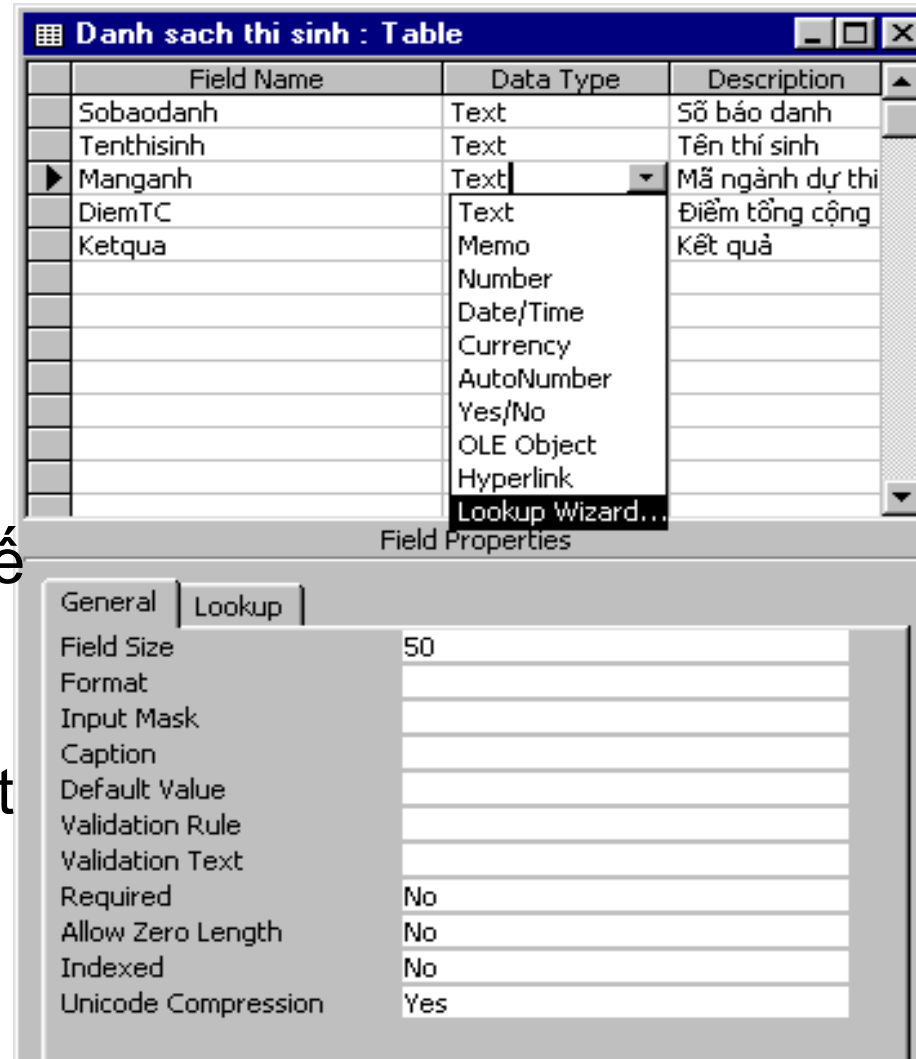 Danh sach thi sinh : Table
Field Name Data Type Description
Sobaodanh Text Số báo danh
Tenthisinh Text Tên thí sinh
Manganh Text Mã ngành dự thi
DiemTC Text Điểm tổng cộng
Ketqua Memo Kết quả
Number
Date/Time
Currency
AutoNumber
Yes/No
OLE Object
Hyperlink
Lookup Wizard...
Field Properties
ế
General Lookup
Field Size 50
Format
Input Mask
Caption
t Default Value
Validation Rule
Validation Text
Required No
Allow Zero Length No
Indexed No
Unicode Compression Yes